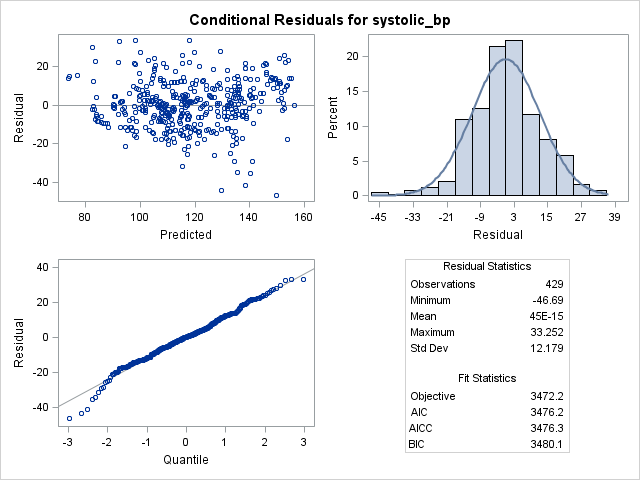 Conditional Residuals for systolic_bp
20
0
-20
-40
Residual
80 100 120 140 160
Predicted
20
15
10
5
0
Percent
-45 -33 -21 -9 3 15 27 39
Residual
40
20
0
-20
-40
Residual
-3 -2 -1 0 1 2 3
Quantile
Residual Statistics
Observations 429
Minimum -46.69
Mean 45E-15
Maximum 33.252
Std Dev 12.179
Fit Statistics
Objective 3472.2
AIC 3476.2
AICC 3476.3
BIC 3480.1